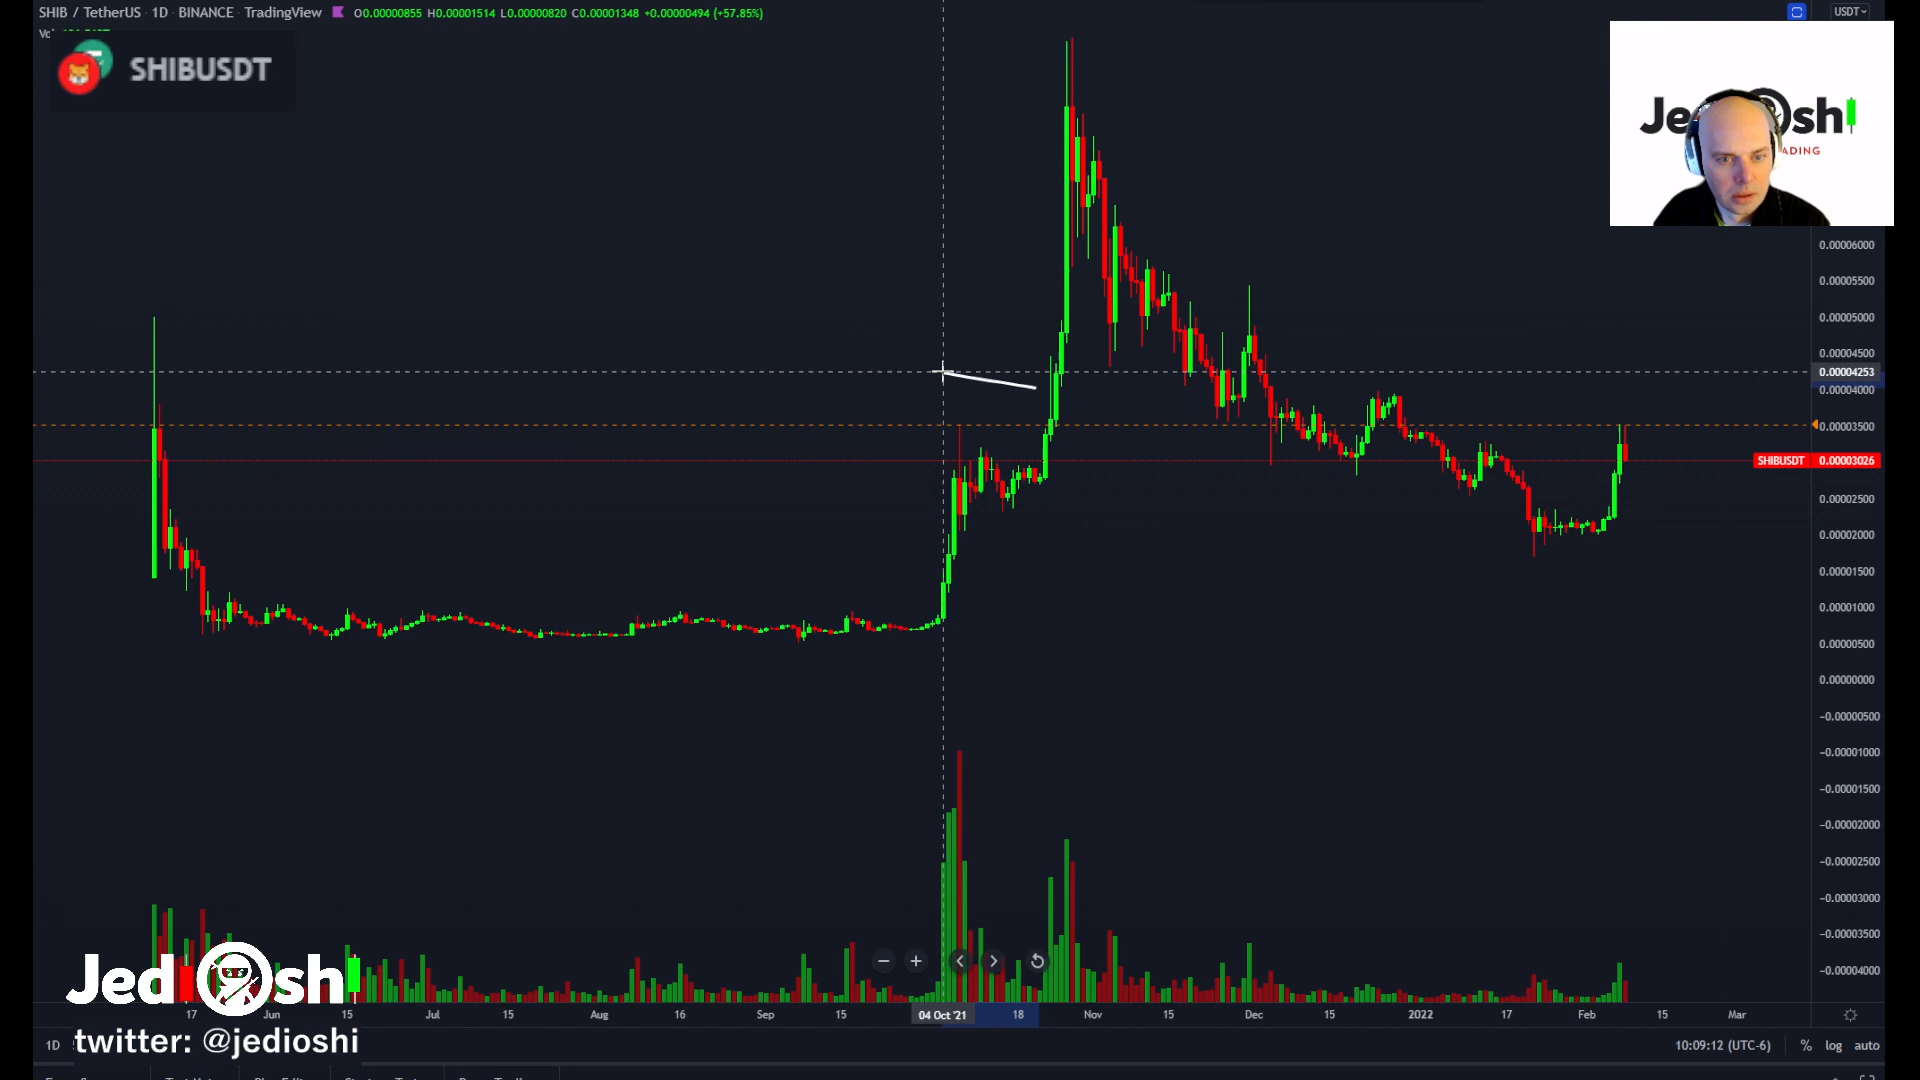 SHIB / TetherUS · 1D · BINANCE · TradingView O0.00000855 H0.00001514 L0.00000820 C0.00001348 +0.00000494 (+57.85%)
USDT
SHIBUSDT
Jed shi
ADING
0.00006000
0.00005500
0.00005000
0.00004500
0.00004253
0.00004000
0.00003500
SHIBUSDT 0.00003026
0.00002500
0.00002000
0.00001500
0.00001000
0.00000500
0.00000000
−0.00000500
−0.00001000
−0.00001500
−0.00002000
−0.00002500
−0.00003000
−0.00003500
−0.00004000
Jedioshi
17 Jun 15 Jul 15 Aug 16 Sep 15 04 Oct '21 18 Nov 15 Dec 15 2022 17 Feb 15 Mar
twitter: @jedioshi
1D
10:09:12 (UTC-6) % log auto